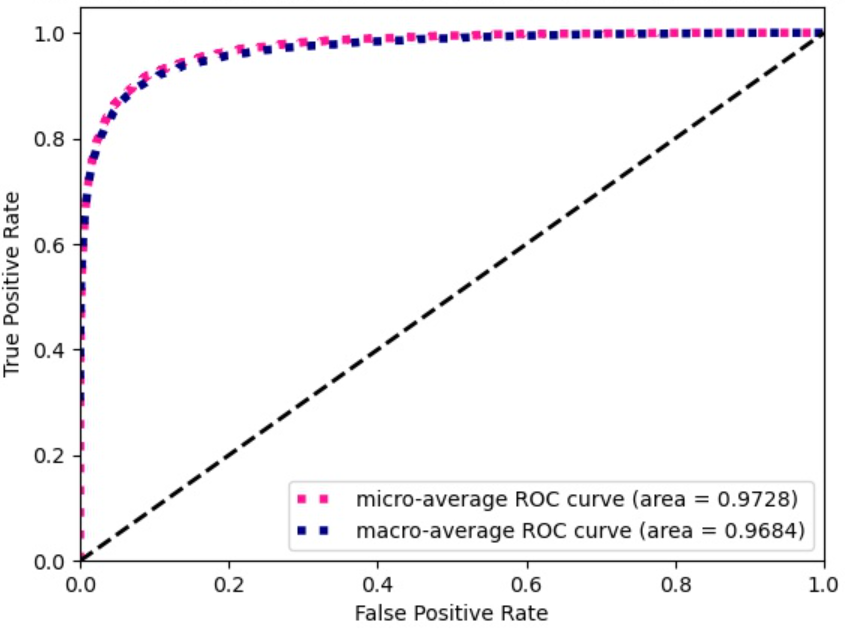 1.0
0.8
0.6
0.4
0.2
0.0
True Positive Rate
micro-average ROC curve (area = 0.9728)
macro-average ROC curve (area = 0.9684)
0.0 0.2 0.4 0.6 0.8 1.0
False Positive Rate